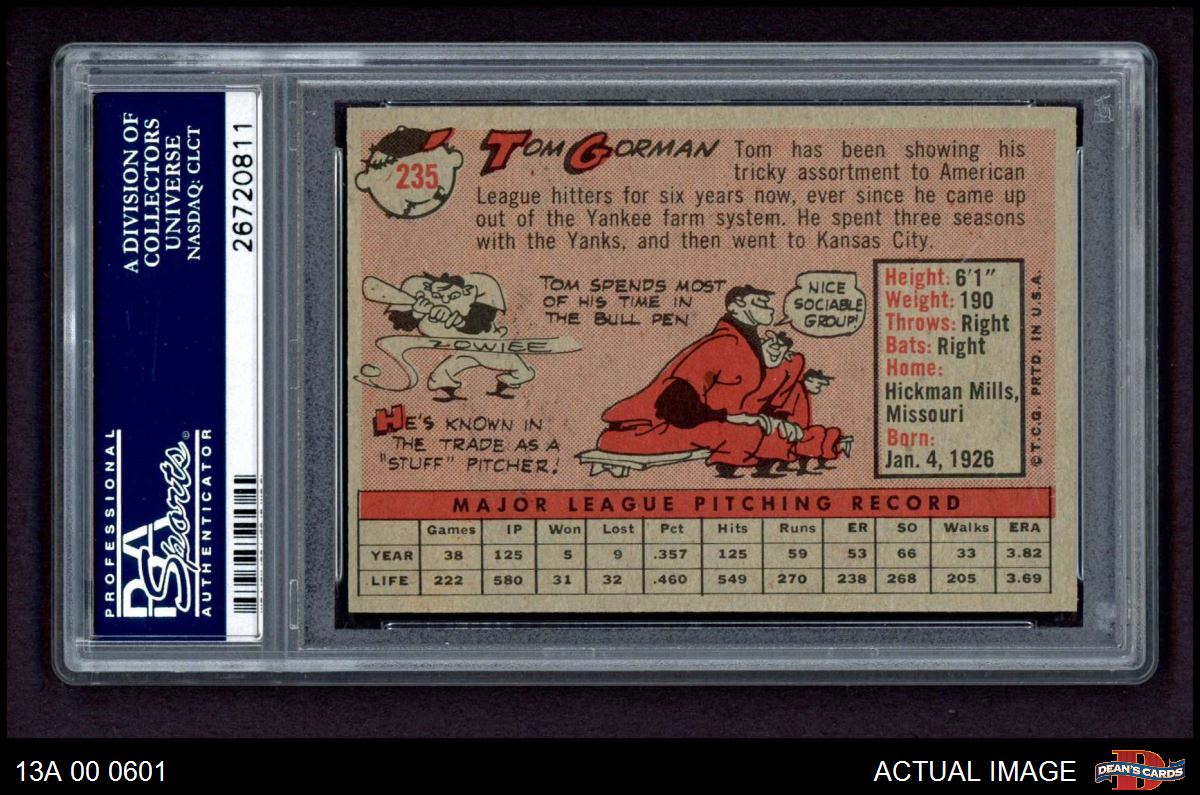 A DIVISION OF
COLLECTORS
UNIVERSE
NASDAQ: CLCT
26720811
PROFESSIONAL
PSA
Sports®
AUTHENTICATOR
235
TOM GORMAN
Tom has been showing his
tricky assortment to American
League hitters for six years now, ever since he came up
out of the Yankee farm system. He spent three seasons
with the Yanks, and then went to Kansas City.
ZOWIEE
HE'S KNOWN IN
THE TRADE AS A
"STUFF" PITCHER!
TOM SPENDS MOST
OF HIS TIME IN
THE BULL PEN
NICE
SOCIABLE
GROUP!
Height: 6'1"
Weight: 190
Throws: Right
Bats: Right
Home:
Hickman Mills,
Missouri
Born:
Jan. 4, 1926
©T.C.G. PRTD. IN U.S.A.
MAJOR LEAGUE PITCHING RECORD
Games IP Won Lost Pct Hits Runs ER SO Walks ERA
YEAR 38 125 5 9 .357 125 59 53 66 33 3.82
LIFE 222 580 31 32 .460 549 270 238 268 205 3.69
13A 00 0601
ACTUAL IMAGE
D
DEAN'S CARDS